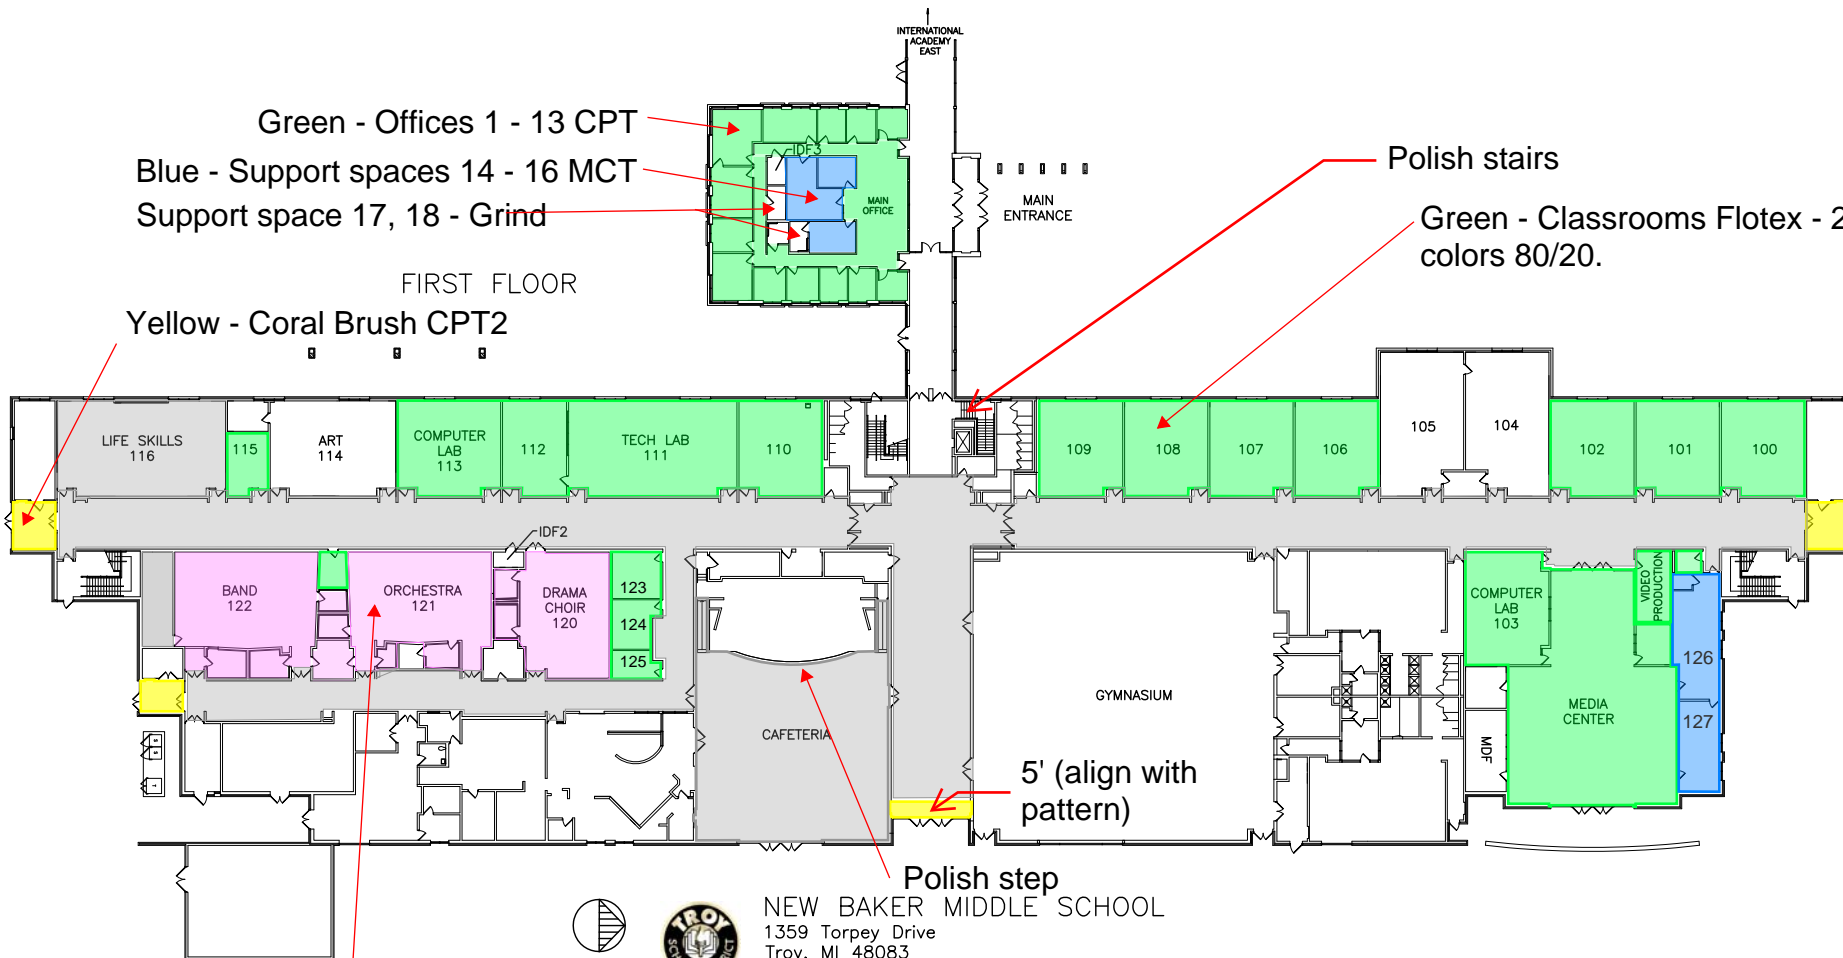 INTERNATIONAL
ACADEMY
EAST
Green - Offices 1 - 13 CPT
Blue - Support spaces 14 - 16 MCT
Support space 17, 18 - Grind
IDF3
MAIN
OFFICE
MAIN
ENTRANCE
Polish stairs
Green - Classrooms Flotex - 2
colors 80/20.
FIRST FLOOR
Yellow - Coral Brush CPT2
LIFE SKILLS
116
115
ART
114
COMPUTER
LAB
113
112
TECH LAB
111
110
109
108
107
106
105
104
102
101
100
IDF2
BAND
122
ORCHESTRA
121
DRAMA
CHOIR
120
123
124
125
COMPUTER
LAB
103
VIDEO
PRODUCTION
126
127
GYMNASIUM
MEDIA
CENTER
MDF
CAFETERIA
5' (align with
pattern)
Polish step
NEW BAKER MIDDLE SCHOOL
1359 Torpey Drive
Troy, MI 48083
TROY